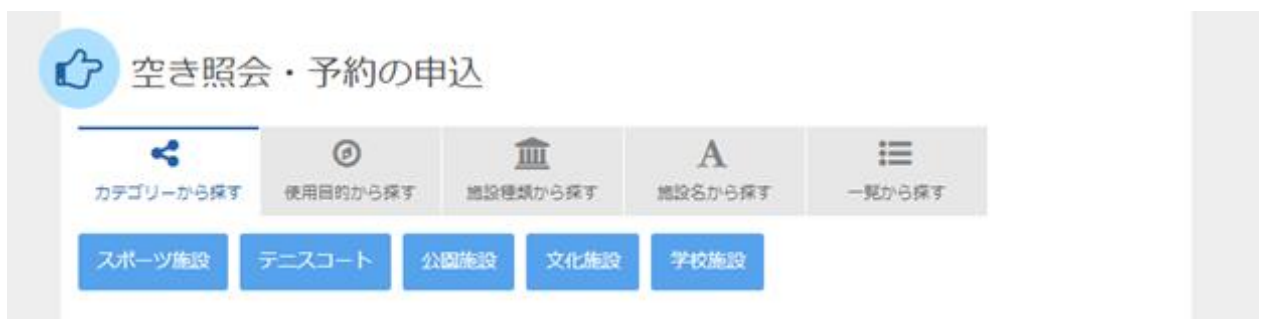 空き照会・予約の申込
カテゴリーから探す
使用目的から探す
施設種類から探す
施設名から探す
一覧から探す
スポーツ施設
テニスコート
公園施設
文化施設
学校施設